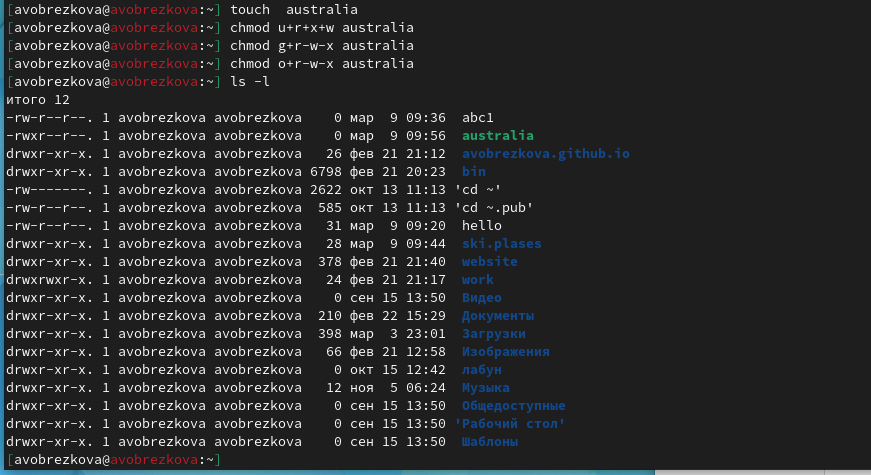 [avobrezkova@avobrezkova:~] touch  australia
[avobrezkova@avobrezkova:~] chmod u+r+x+w australia
[avobrezkova@avobrezkova:~] chmod g+r-w-x australia
[avobrezkova@avobrezkova:~] chmod o+r-w-x australia
[avobrezkova@avobrezkova:~] ls -l
итого 12
-rw-r--r--. 1 avobrezkova avobrezkova    0 мар  9 09:36  abc1
-rwxr--r--. 1 avobrezkova avobrezkova    0 мар  9 09:56  australia
drwxr-xr-x. 1 avobrezkova avobrezkova   26 фев 21 21:12  avobrezkova.github.io
drwxr-xr-x. 1 avobrezkova avobrezkova 6798 фев 21 20:23  bin
-rw-------. 1 avobrezkova avobrezkova 2622 окт 13 11:13 'cd ~'
-rw-r--r--. 1 avobrezkova avobrezkova  585 окт 13 11:13 'cd ~.pub'
-rw-r--r--. 1 avobrezkova avobrezkova   31 мар  9 09:20  hello
drwxr-xr-x. 1 avobrezkova avobrezkova   28 мар  9 09:44  ski.plases
drwxr-xr-x. 1 avobrezkova avobrezkova  378 фев 21 21:40  website
drwxrwxr-x. 1 avobrezkova avobrezkova   24 фев 21 21:17  work
drwxr-xr-x. 1 avobrezkova avobrezkova    0 сен 15 13:50  Видео
drwxr-xr-x. 1 avobrezkova avobrezkova  210 фев 22 15:29  Документы
drwxr-xr-x. 1 avobrezkova avobrezkova  398 мар  3 23:01  Загрузки
drwxr-xr-x. 1 avobrezkova avobrezkova   66 фев 21 12:58  Изображения
drwxr-xr-x. 1 avobrezkova avobrezkova    0 окт 15 12:42  лабун
drwxr-xr-x. 1 avobrezkova avobrezkova   12 ноя  5 06:24  Музыка
drwxr-xr-x. 1 avobrezkova avobrezkova    0 сен 15 13:50  Общедоступные
drwxr-xr-x. 1 avobrezkova avobrezkova    0 сен 15 13:50 'Рабочий стол'
drwxr-xr-x. 1 avobrezkova avobrezkova    0 сен 15 13:50  Шаблоны
[avobrezkova@avobrezkova:~]